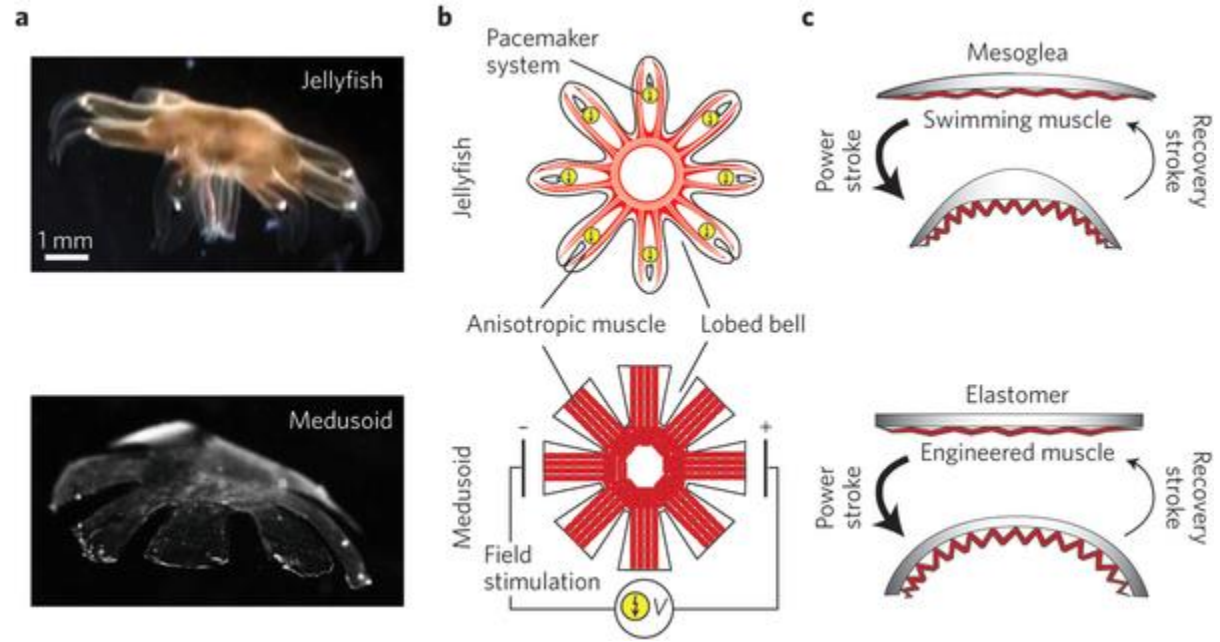 a
Jellyfish
1 mm
Medusoid
b
Pacemaker
system
Jellyfish
Anisotropic muscle
Lobed bell
Medusoid
–
+
Field
stimulation
V
c
Mesoglea
Swimming muscle
Power
stroke
Recovery
stroke
Elastomer
Engineered muscle
Power
stroke
Recovery
stroke